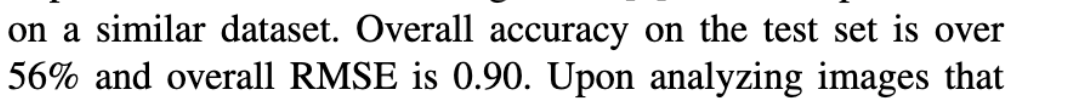 on a similar dataset. Overall accuracy on the test set is over
56% and overall RMSE is 0.90. Upon analyzing images that